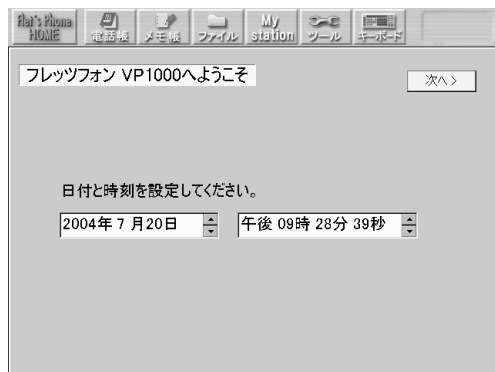 Flet's Phone HOME
電話帳
メモ帳
ファイル
My station
ツール
キーボード
フレッツフォン VP1000へようこそ
次へ >
日付と時刻を設定してください。
2004年 7 月20日
午後 09時 28分 39秒